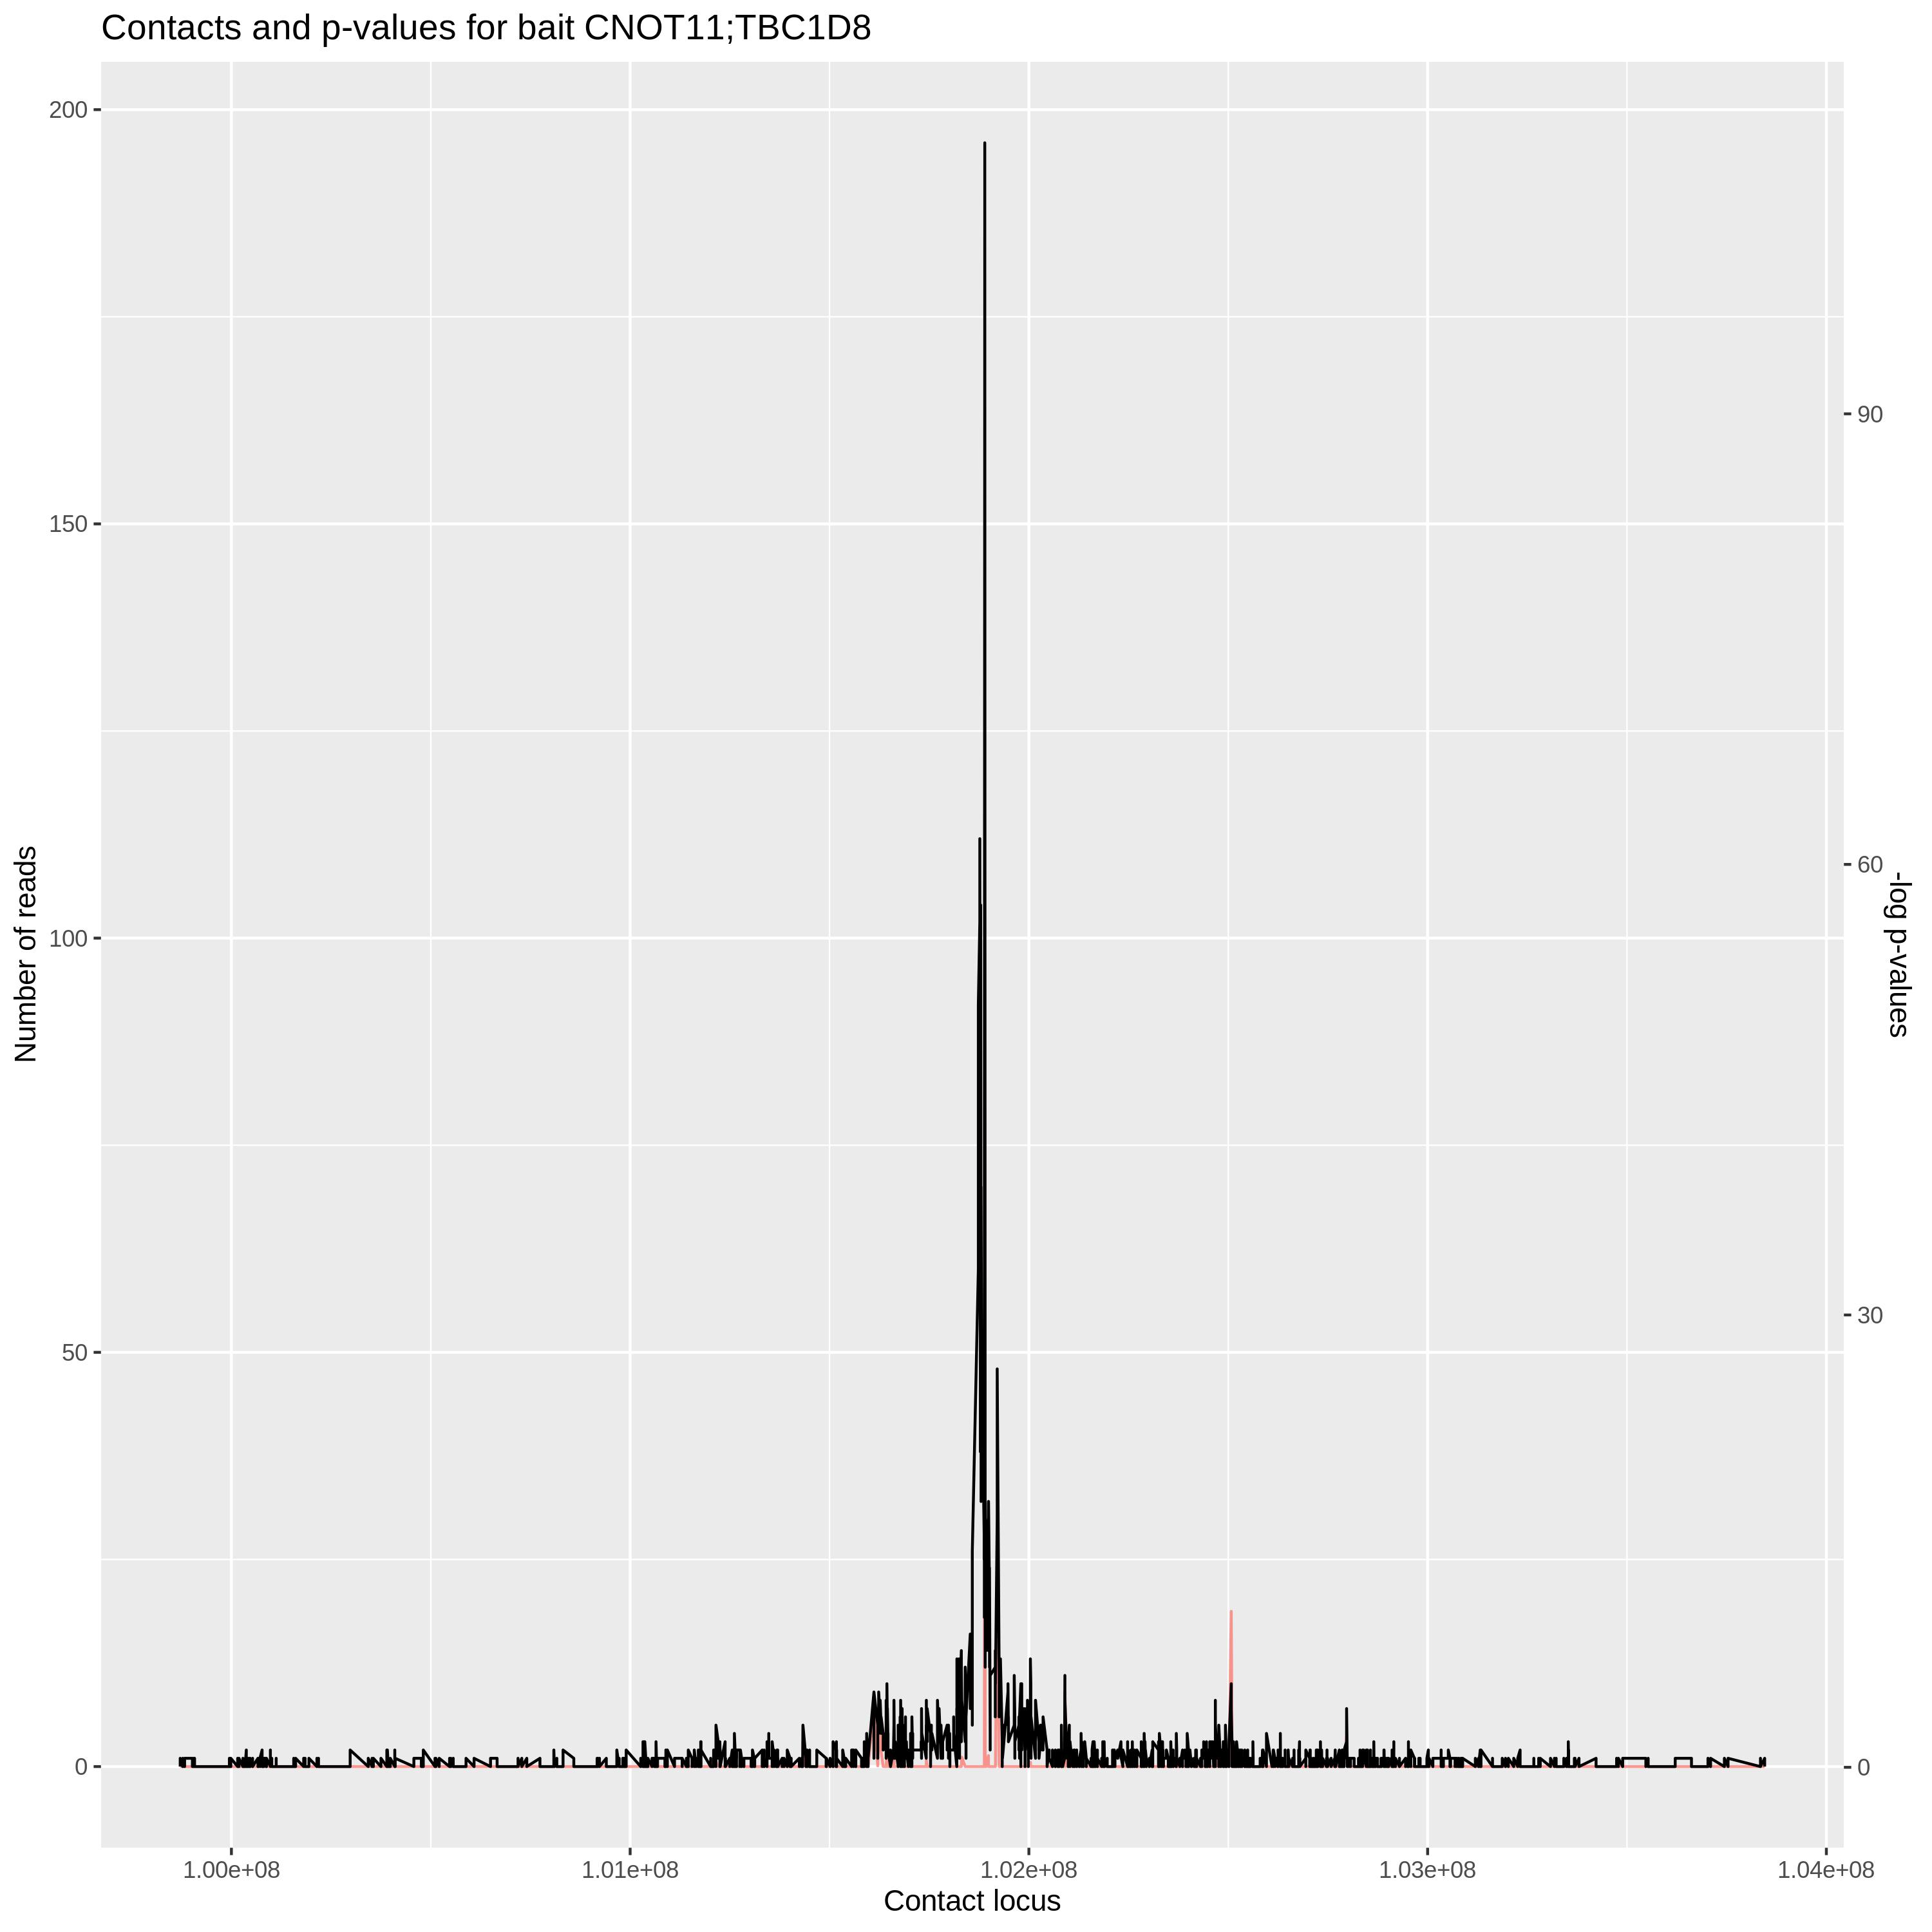 Contacts and p-values for bait CNOT11;TBC1D8
200
150
100
50
0
Number of reads
90
60
30
0
-log p-values
1.00e+08
1.01e+08
1.02e+08
1.03e+08
1.04e+08
Contact locus